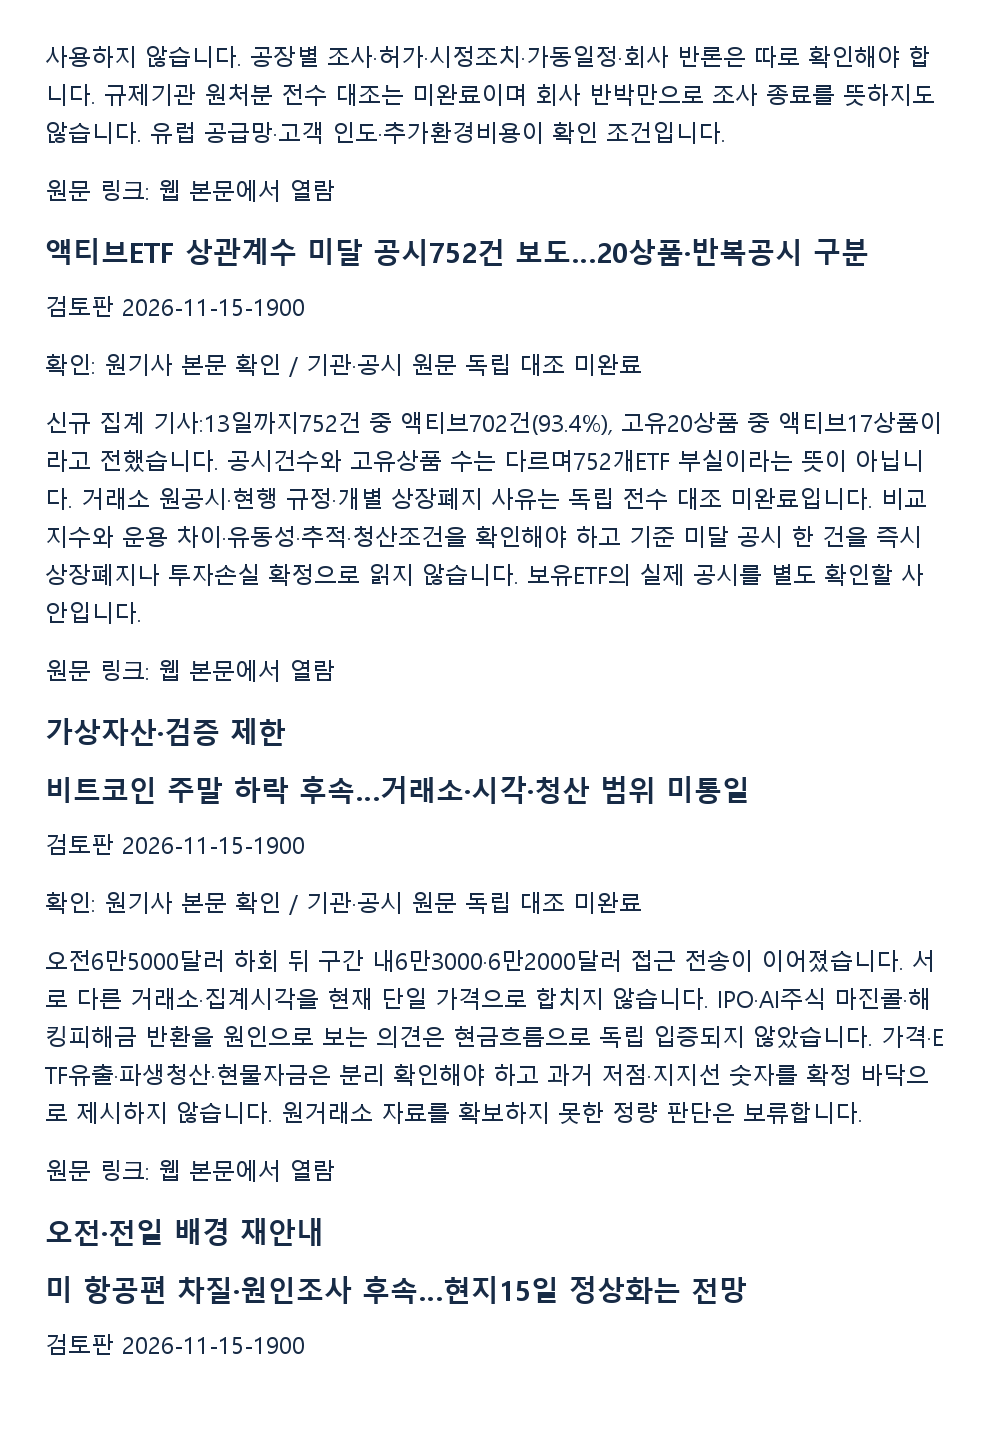 사용하지 않습니다. 공장별 조사·허가·시정조치·가동일정·회사 반론은 따로 확인해야 합
니다. 규제기관 원처분 전수 대조는 미완료이며 회사 반박만으로 조사 종료를 뜻하지도
않습니다. 유럽 공급망·고객 인도·추가환경비용이 확인 조건입니다.
원문 링크: 웹 본문에서 열람
액티브ETF 상관계수 미달 공시752건 보도...20상품·반복공시 구분
검토판 2026-11-15-1900
확인: 원기사 본문 확인 / 기관·공시 원문 독립 대조 미완료
신규 집계 기사:13일까지752건 중 액티브702건(93.4%), 고유20상품 중 액티브17상품이
라고 전했습니다. 공시건수와 고유상품 수는 다르며752개ETF 부실이라는 뜻이 아닙니
다. 거래소 원공시·현행 규정·개별 상장폐지 사유는 독립 전수 대조 미완료입니다. 비교
지수와 운용 차이·유동성·추적·청산조건을 확인해야 하고 기준 미달 공시 한 건을 즉시
상장폐지나 투자손실 확정으로 읽지 않습니다. 보유ETF의 실제 공시를 별도 확인할 사
안입니다.
원문 링크: 웹 본문에서 열람
가상자산·검증 제한
비트코인 주말 하락 후속...거래소·시각·청산 범위 미통일
검토판 2026-11-15-1900
확인: 원기사 본문 확인 / 기관·공시 원문 독립 대조 미완료
오전6만5000달러 하회 뒤 구간 내6만3000·6만2000달러 접근 전송이 이어졌습니다. 서
로 다른 거래소·집계시각을 현재 단일 가격으로 합치지 않습니다. IPO·AI주식 마진콜·해
킹피해금 반환을 원인으로 보는 의견은 현금흐름으로 독립 입증되지 않았습니다. 가격·E
TF유출·파생청산·현물자금은 분리 확인해야 하고 과거 저점·지지선 숫자를 확정 바닥으
로 제시하지 않습니다. 원거래소 자료를 확보하지 못한 정량 판단은 보류합니다.
원문 링크: 웹 본문에서 열람
오전·전일 배경 재안내
미 항공편 차질·원인조사 후속...현지15일 정상화는 전망
검토판 2026-11-15-1900